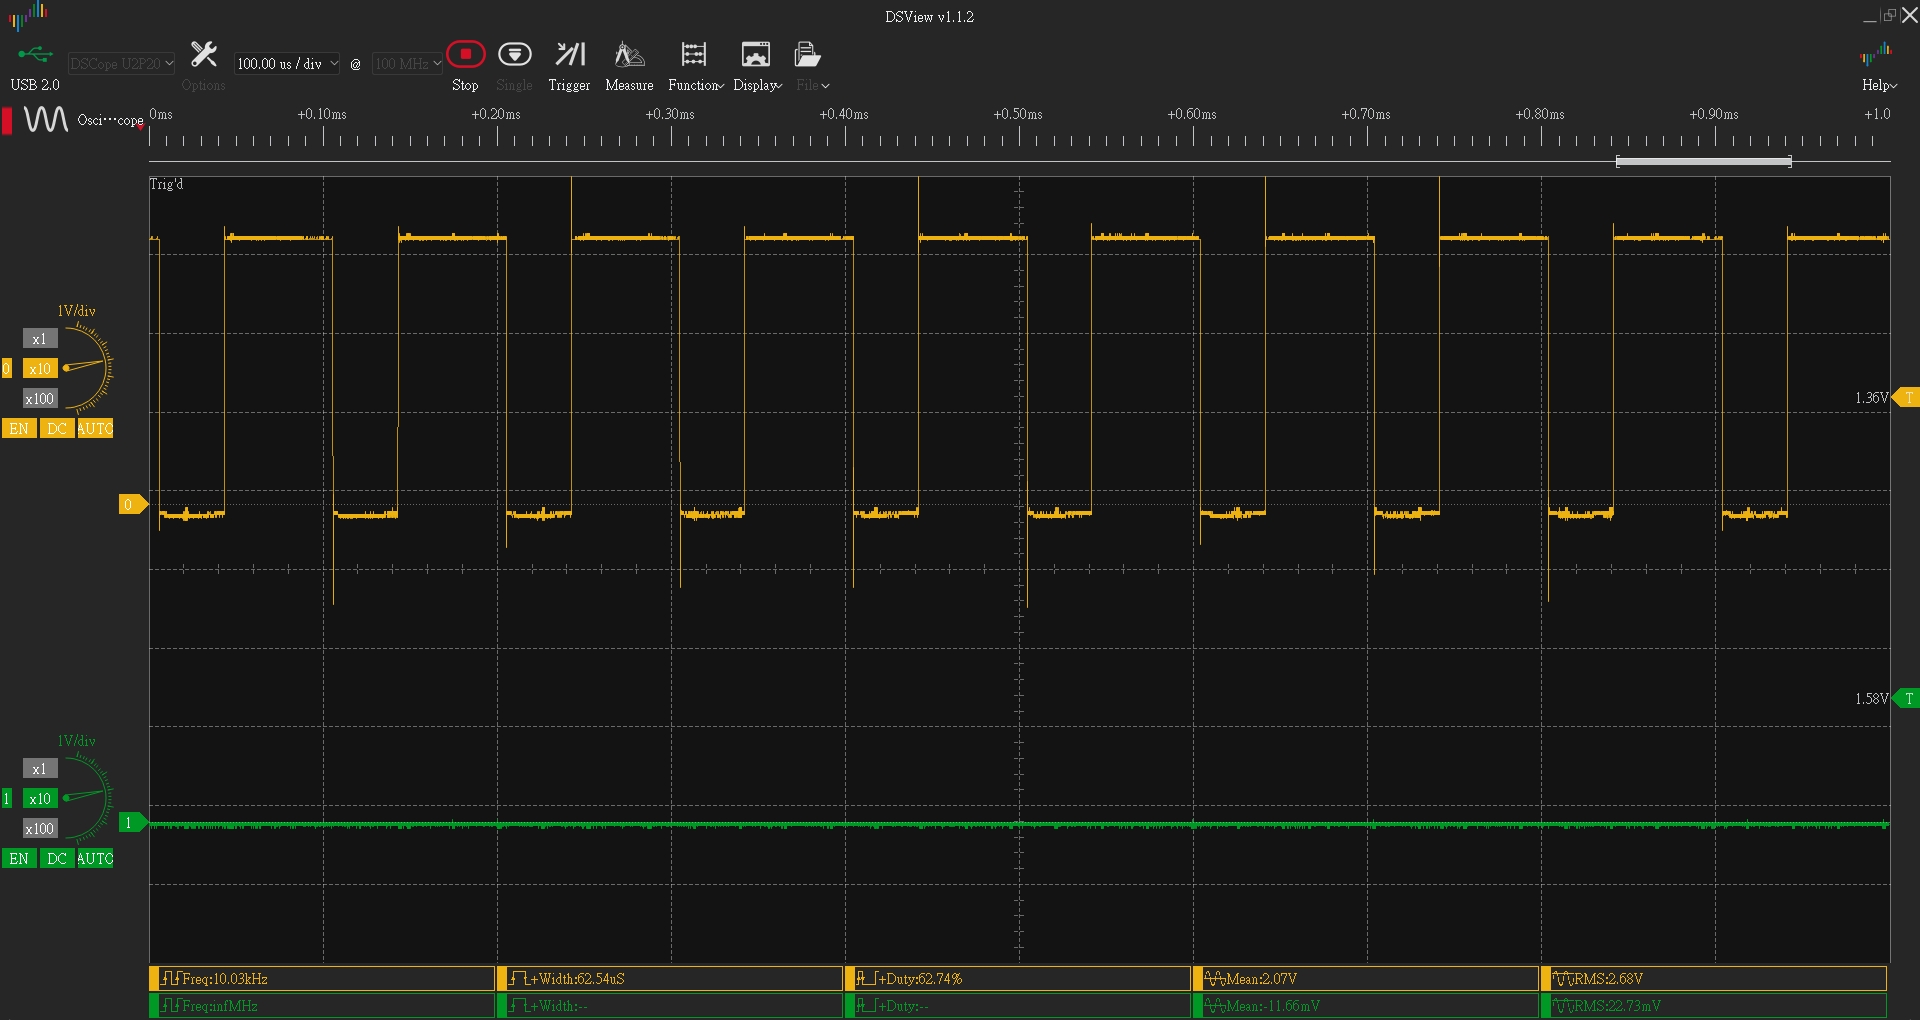 DSView v1.1.2
USB 2.0
DSCope U2P20
Options
100.00 us / div
@
100 MHz
Stop
Single
Trigger
Measure
Function
Display
File
Help
Osci···cope
0ms +0.10ms +0.20ms +0.30ms +0.40ms +0.50ms +0.60ms +0.70ms +0.80ms +0.90ms +1.0
Trig'd
1V/div
x1
0 x10
x100
EN DC AUTO
1.36V T
0
1.58V T
1V/div
x1
1 x10
x100
EN DC AUTO
1
Freq:10.03kHz +Width:62.54uS +Duty:62.74% Mean:2.07V RMS:2.68V
Freq:infMHz +Width:-- +Duty:-- Mean:-11.66mV RMS:22.73mV